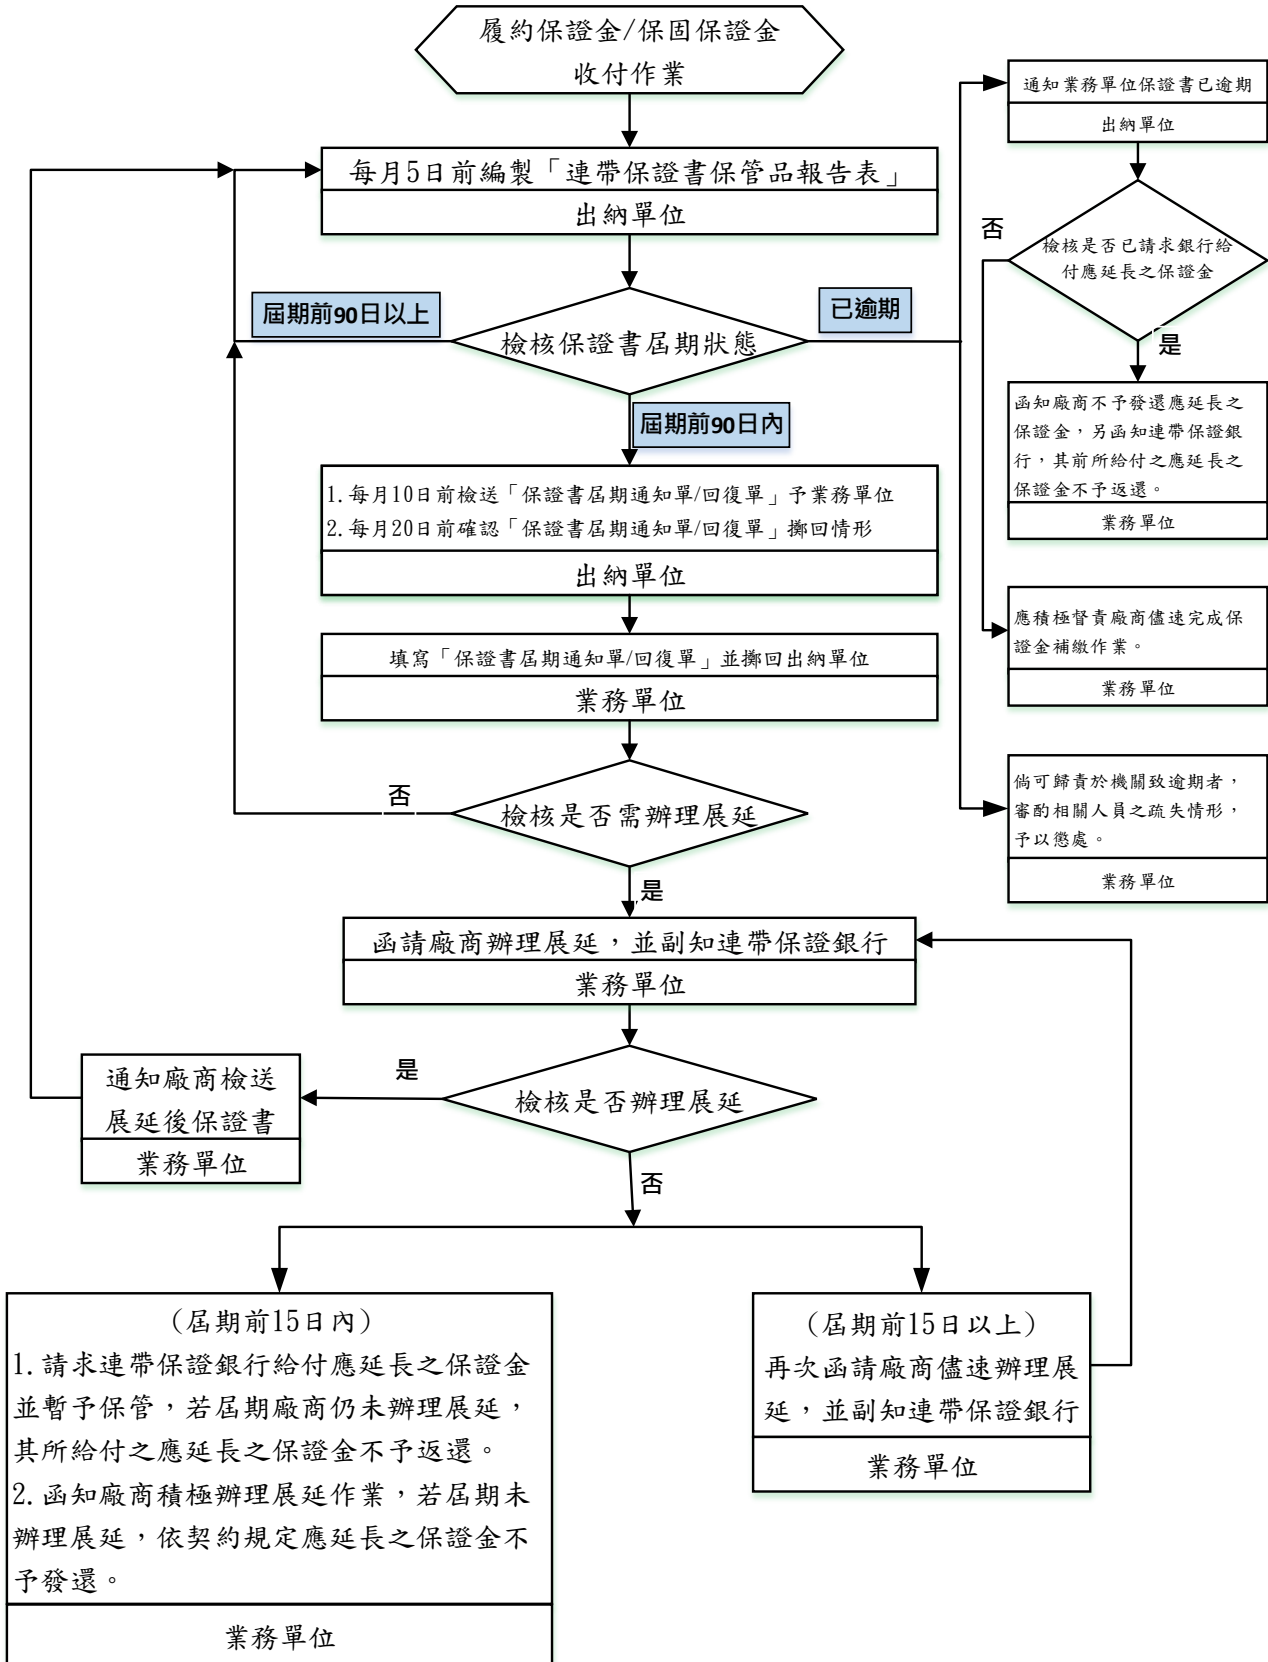 履約保證金/保固保證金
收付作業
每月5日前編製「連帶保證書保管品報告表」
出納單位
屆期前90日以上
檢核保證書屆期狀態
已逾期
屆期前90日內
1.每月10日前檢送「保證書屆期通知單/回復單」予業務單位
2.每月20日前確認「保證書屆期通知單/回復單」擲回情形
出納單位
填寫「保證書屆期通知單/回復單」並擲回出納單位
業務單位
否
檢核是否需辦理展延
是
函請廠商辦理展延，並副知連帶保證銀行
業務單位
檢核是否辦理展延
是
通知廠商檢送
展延後保證書
業務單位
否
(屆期前15日內)
1.請求連帶保證銀行給付應延長之保證金
並暫予保管，若屆期廠商仍未辦理展延，
其所給付之應延長之保證金不予返還。
2.函知廠商積極辦理展延作業，若屆期未
辦理展延，依契約規定應延長之保證金不
予發還。
業務單位
(屆期前15日以上)
再次函請廠商儘速辦理展
延，並副知連帶保證銀行
業務單位
通知業務單位保證書已逾期
出納單位
否
檢核是否已請求銀行給
付應延長之保證金
是
函知廠商不予發還應延長之
保證金，另函知連帶保證銀
行，其前所給付之應延長之
保證金不予返還。
業務單位
應積極督責廠商儘速完成保
證金補繳作業。
業務單位
倘可歸責於機關致逾期者，
審酌相關人員之疏失情形，
予以懲處。
業務單位